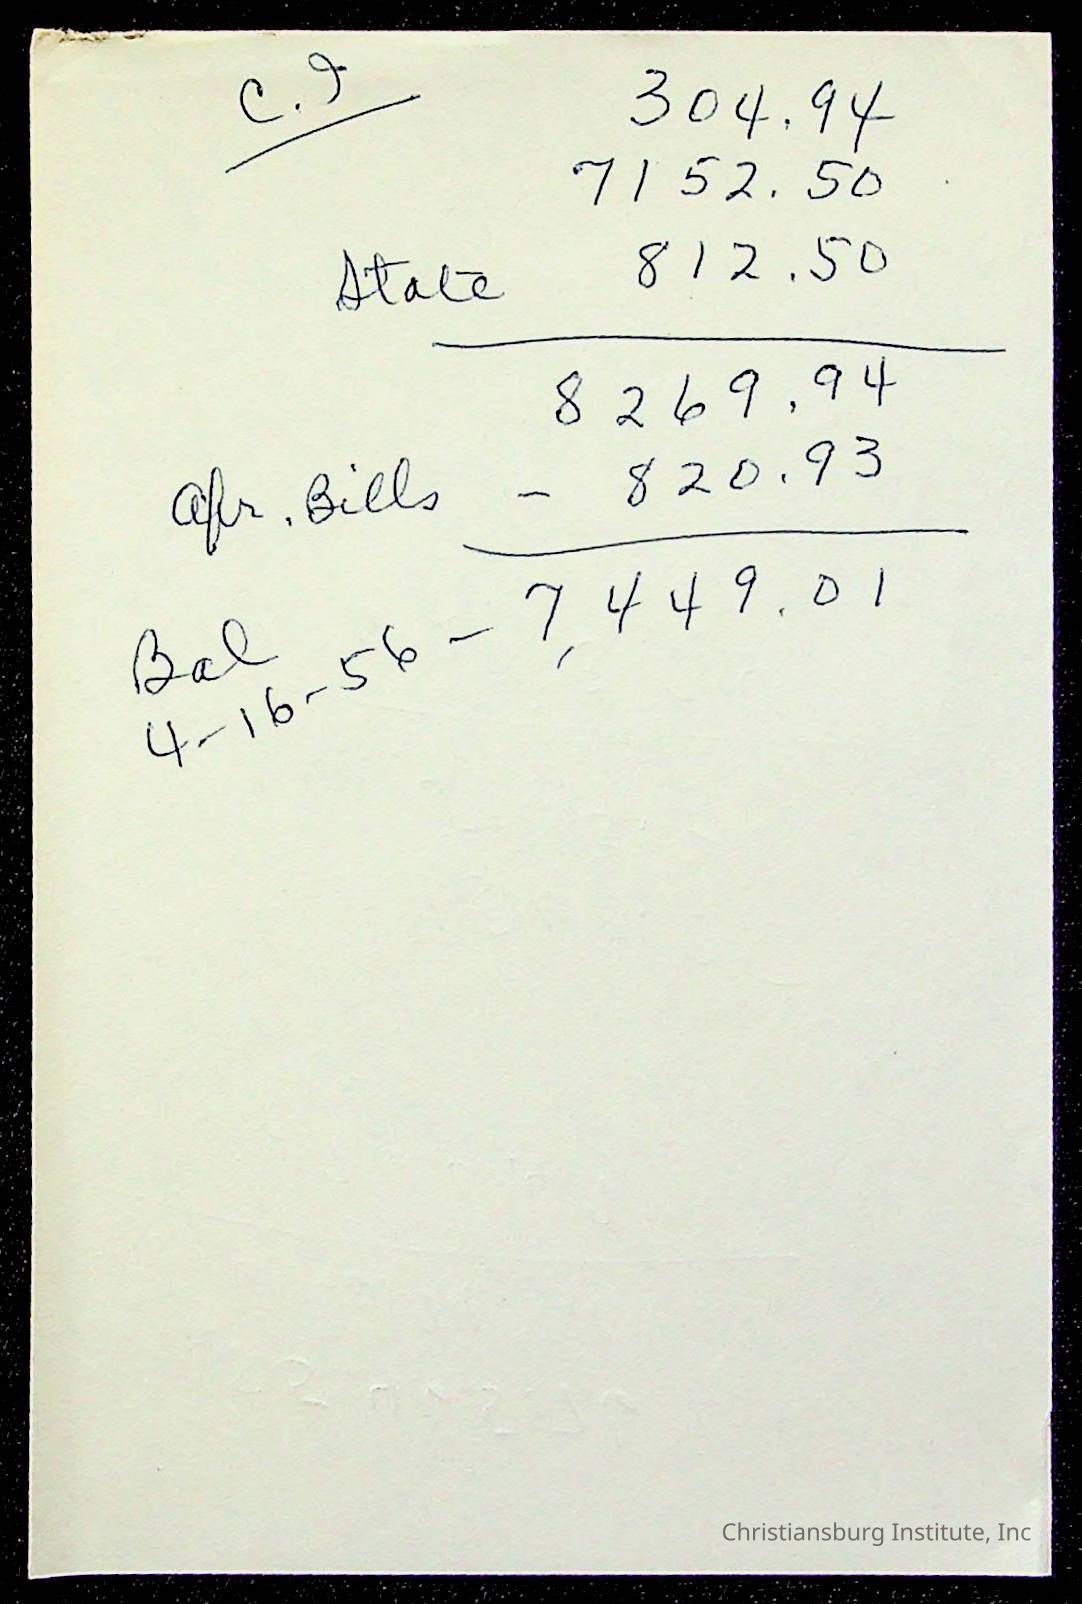 C.I 304.94
7152.50
State 812.50
8269.94
Apr. Bills - 820.93
Bal
4-16-56 - 7,449.01
Christiansburg Institute, Inc